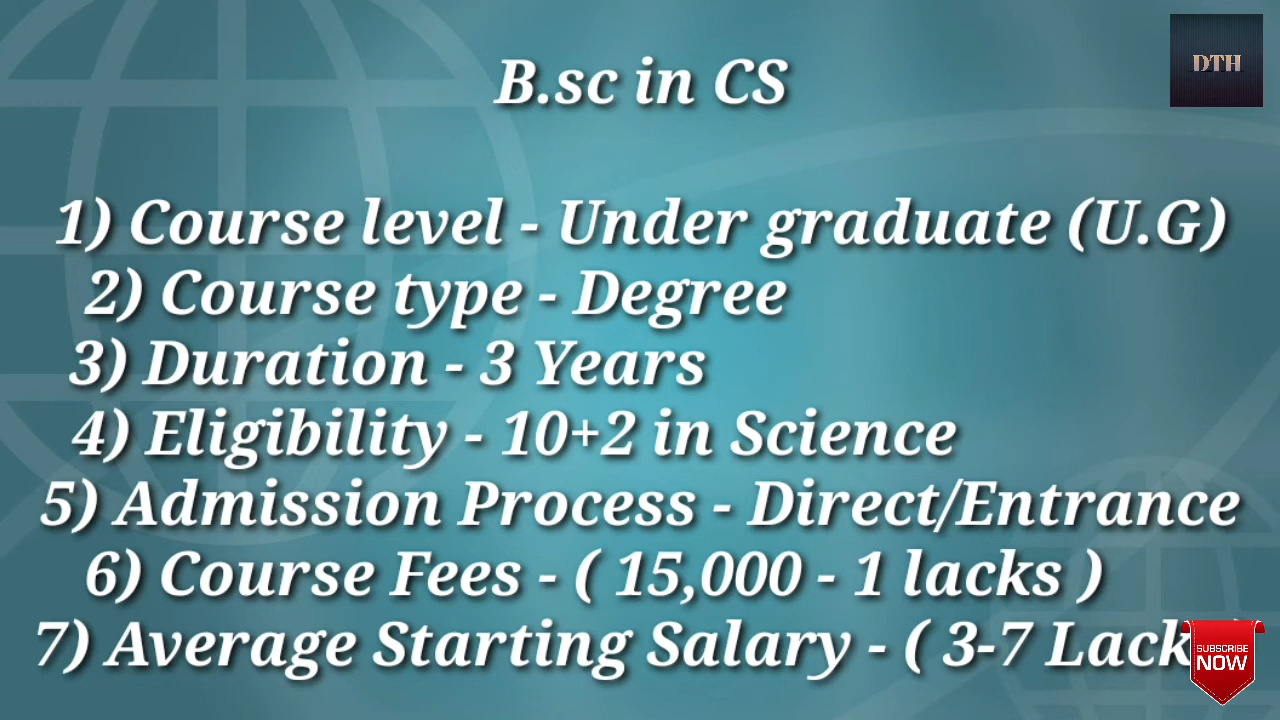 B.sc in CS
DTH
1) Course level - Under graduate (U.G)
2) Course type - Degree
3) Duration - 3 Years
4) Eligibility - 10+2 in Science
5) Admission Process - Direct/Entrance
6) Course Fees - ( 15,000 - 1 lacks )
7) Average Starting Salary - ( 3-7
SUBSCRIBE
NOW